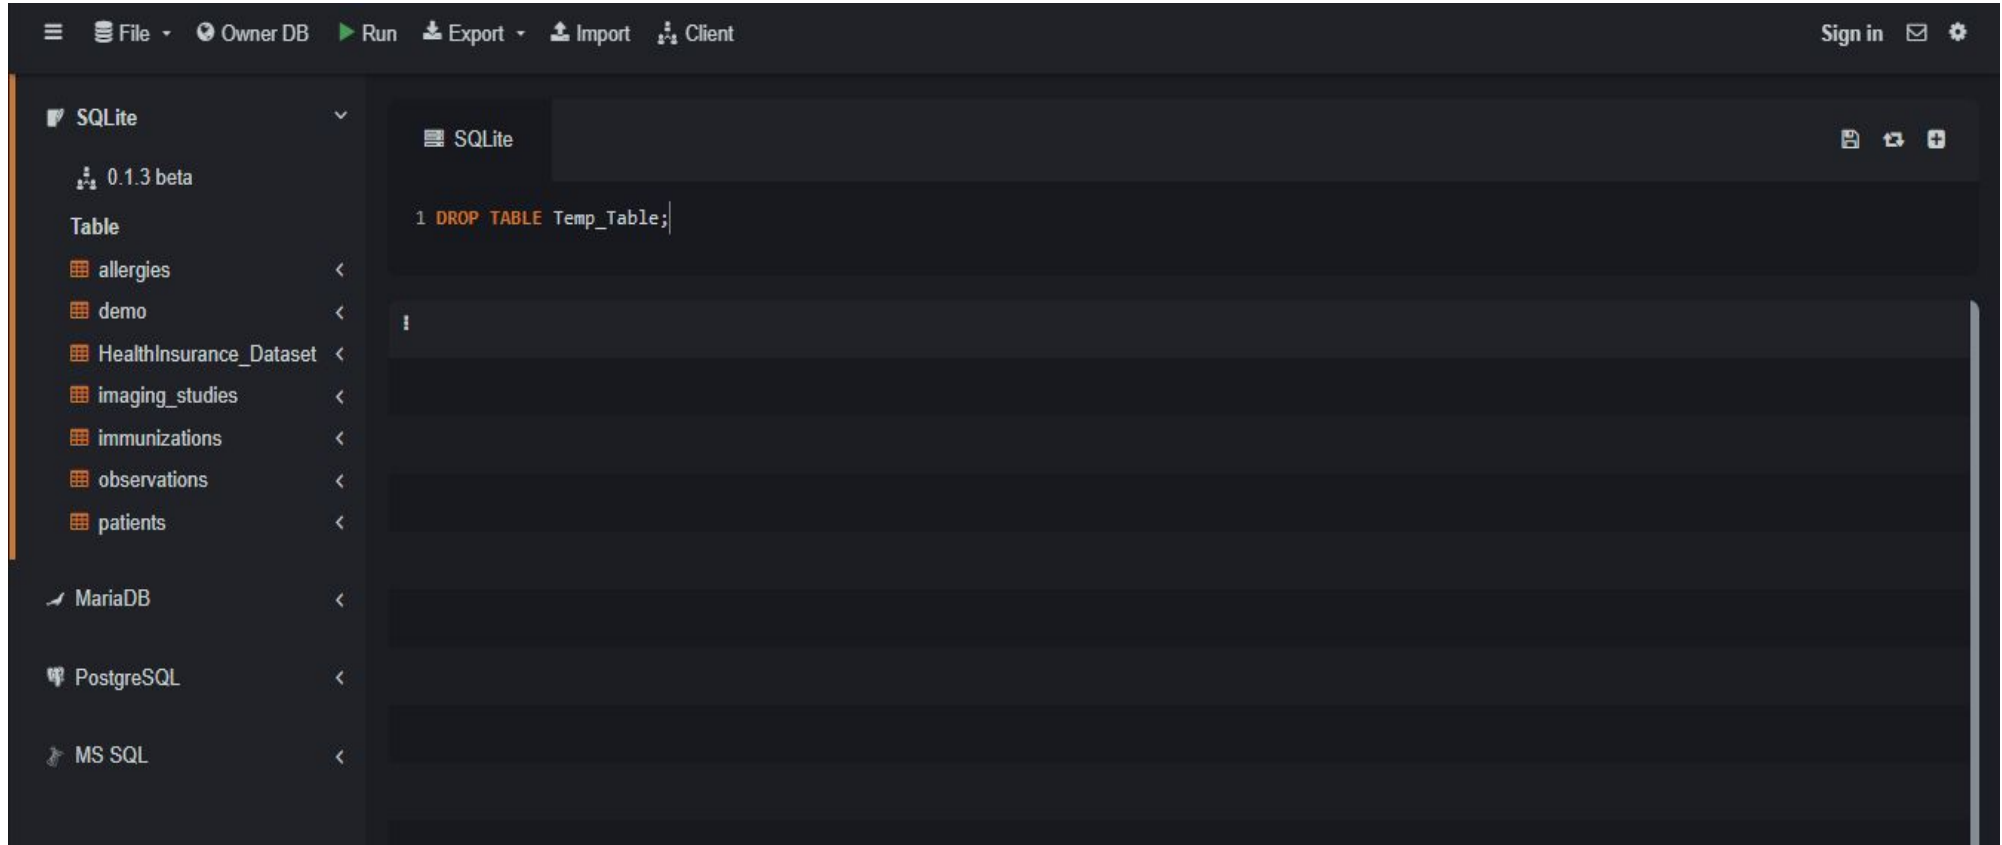 File Owner DB Run Export Import Client Sign in
SQLite
0.1.3 beta
Table
allergies
demo
HealthInsurance_Dataset
imaging_studies
immunizations
observations
patients
MariaDB
PostgreSQL
MS SQL
SQLite
1 DROP TABLE Temp_Table;